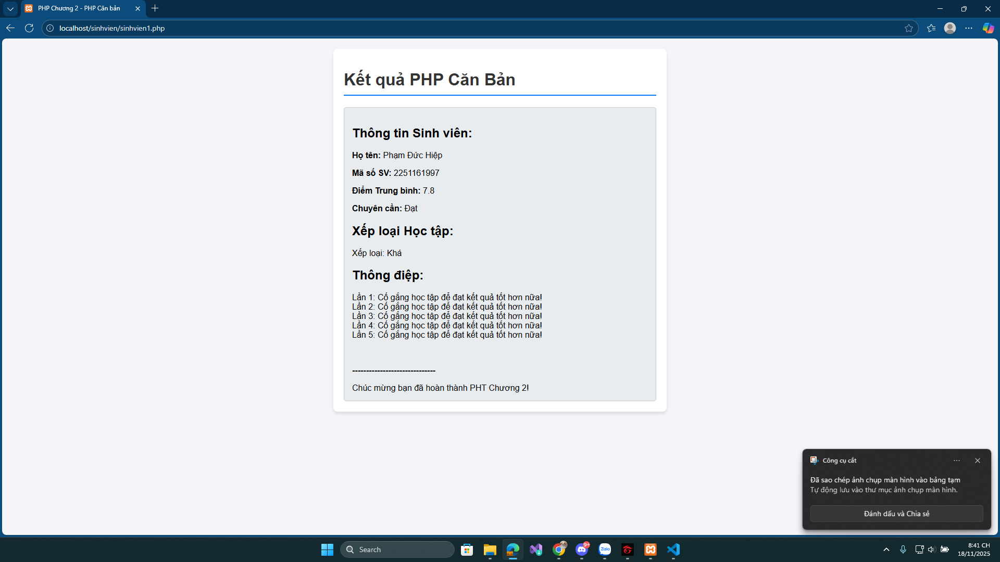 PHP Chương 2 - PHP Căn bản
localhost/sinhvien/sinhvien1.php
Kết quả PHP Căn Bản
Thông tin Sinh viên:
Họ tên: Phạm Đức Hiệp
Mã số SV: 2251161997
Điểm Trung bình: 7.8
Chuyên cần: Đạt
Xếp loại Học tập:
Xếp loại: Khá
Thông điệp:
Lần 1: Cố gắng học tập để đạt kết quả tốt hơn nữa!
Lần 2: Cố gắng học tập để đạt kết quả tốt hơn nữa!
Lần 3: Cố gắng học tập để đạt kết quả tốt hơn nữa!
Lần 4: Cố gắng học tập để đạt kết quả tốt hơn nữa!
Lần 5: Cố gắng học tập để đạt kết quả tốt hơn nữa!
------------------------------
Chúc mừng bạn đã hoàn thành PHT Chương 2!
Công cụ cắt
Đã sao chép ảnh chụp màn hình vào bảng tạm
Tự động lưu vào thư mục ảnh chụp màn hình.
Đánh dấu và Chia sẻ
Search
9+
Zalo
8:41 CH
18/11/2025